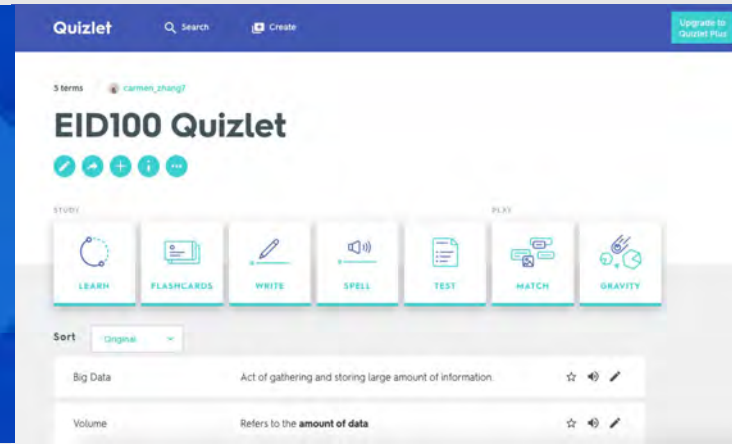 Quizlet Search Create Upgrade to
Quizlet Plus
5 terms carmen_zhang7
EID100 Quizlet
STUDY PLAY
LEARN FLASHCARDS WRITE SPELL TEST MATCH GRAVITY
Sort Original
Big Data Act of gathering and storing large amount of information.
Volume Refers to the amount of data